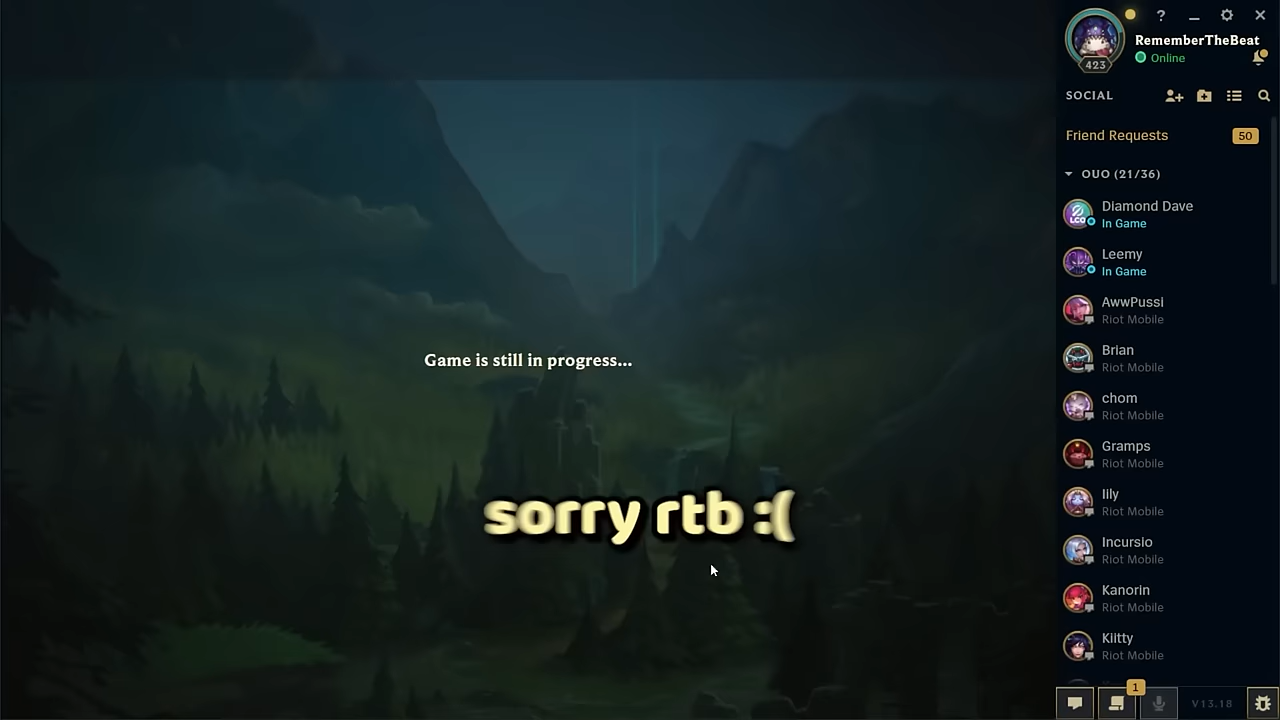 ?
RememberTheBeat
423
Online
SOCIAL
Friend Requests
50
OUO (21/36)
Diamond Dave
LCO
In Game
Leemy
In Game
AwwPussi
Riot Mobile
Brian
Riot Mobile
Game is still in progress...
chom
Riot Mobile
Gramps
Riot Mobile
lily
Riot Mobile
sorry rtb :(
Incursio
Riot Mobile
Kanorin
Riot Mobile
Kiitty
Riot Mobile
1
V13.18